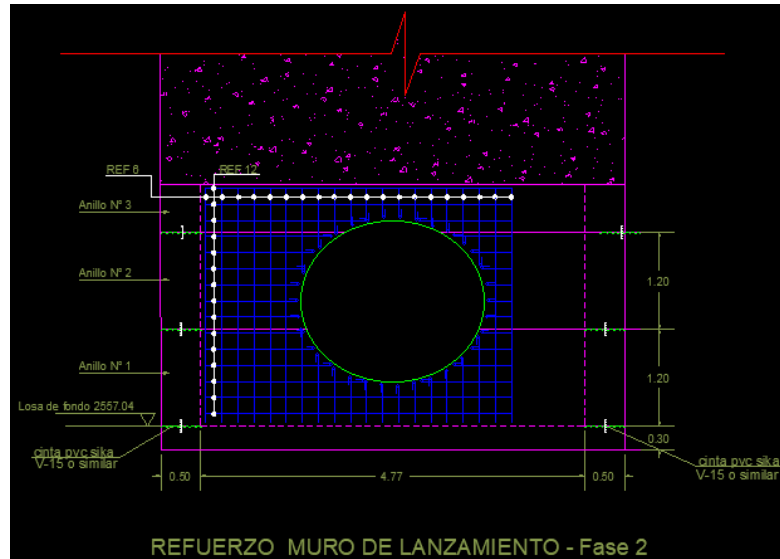 REF 6
REF 12
Anillo N° 3
Anillo N° 2
1.20
Anillo N° 1
1.20
Losa de fondo 2557.04
0.30
cinta pvc sika
V-15 o similar
cinta pvc sika
V-15 o similar
0.50
4.77
0.50
REFUERZO MURO DE LANZAMIENTO - Fase 2